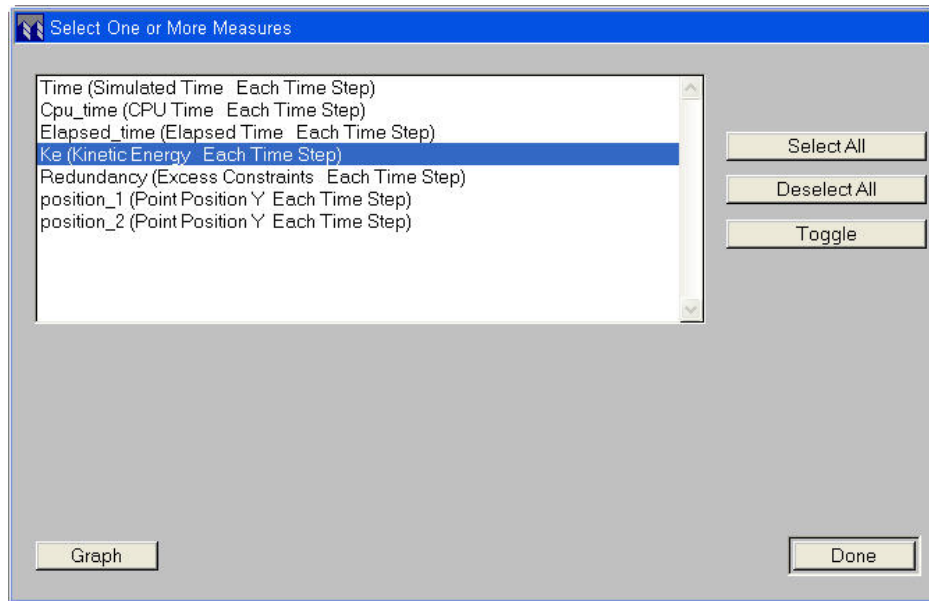 Select One or More Measures
Time (Simulated Time  Each Time Step)
Cpu_time (CPU Time  Each Time Step)
Elapsed_time (Elapsed Time  Each Time Step)
Ke (Kinetic Energy  Each Time Step)
Redundancy (Excess Constraints  Each Time Step)
position_1 (Point Position Y  Each Time Step)
position_2 (Point Position Y  Each Time Step)
Select All
Deselect All
Toggle
Graph
Done